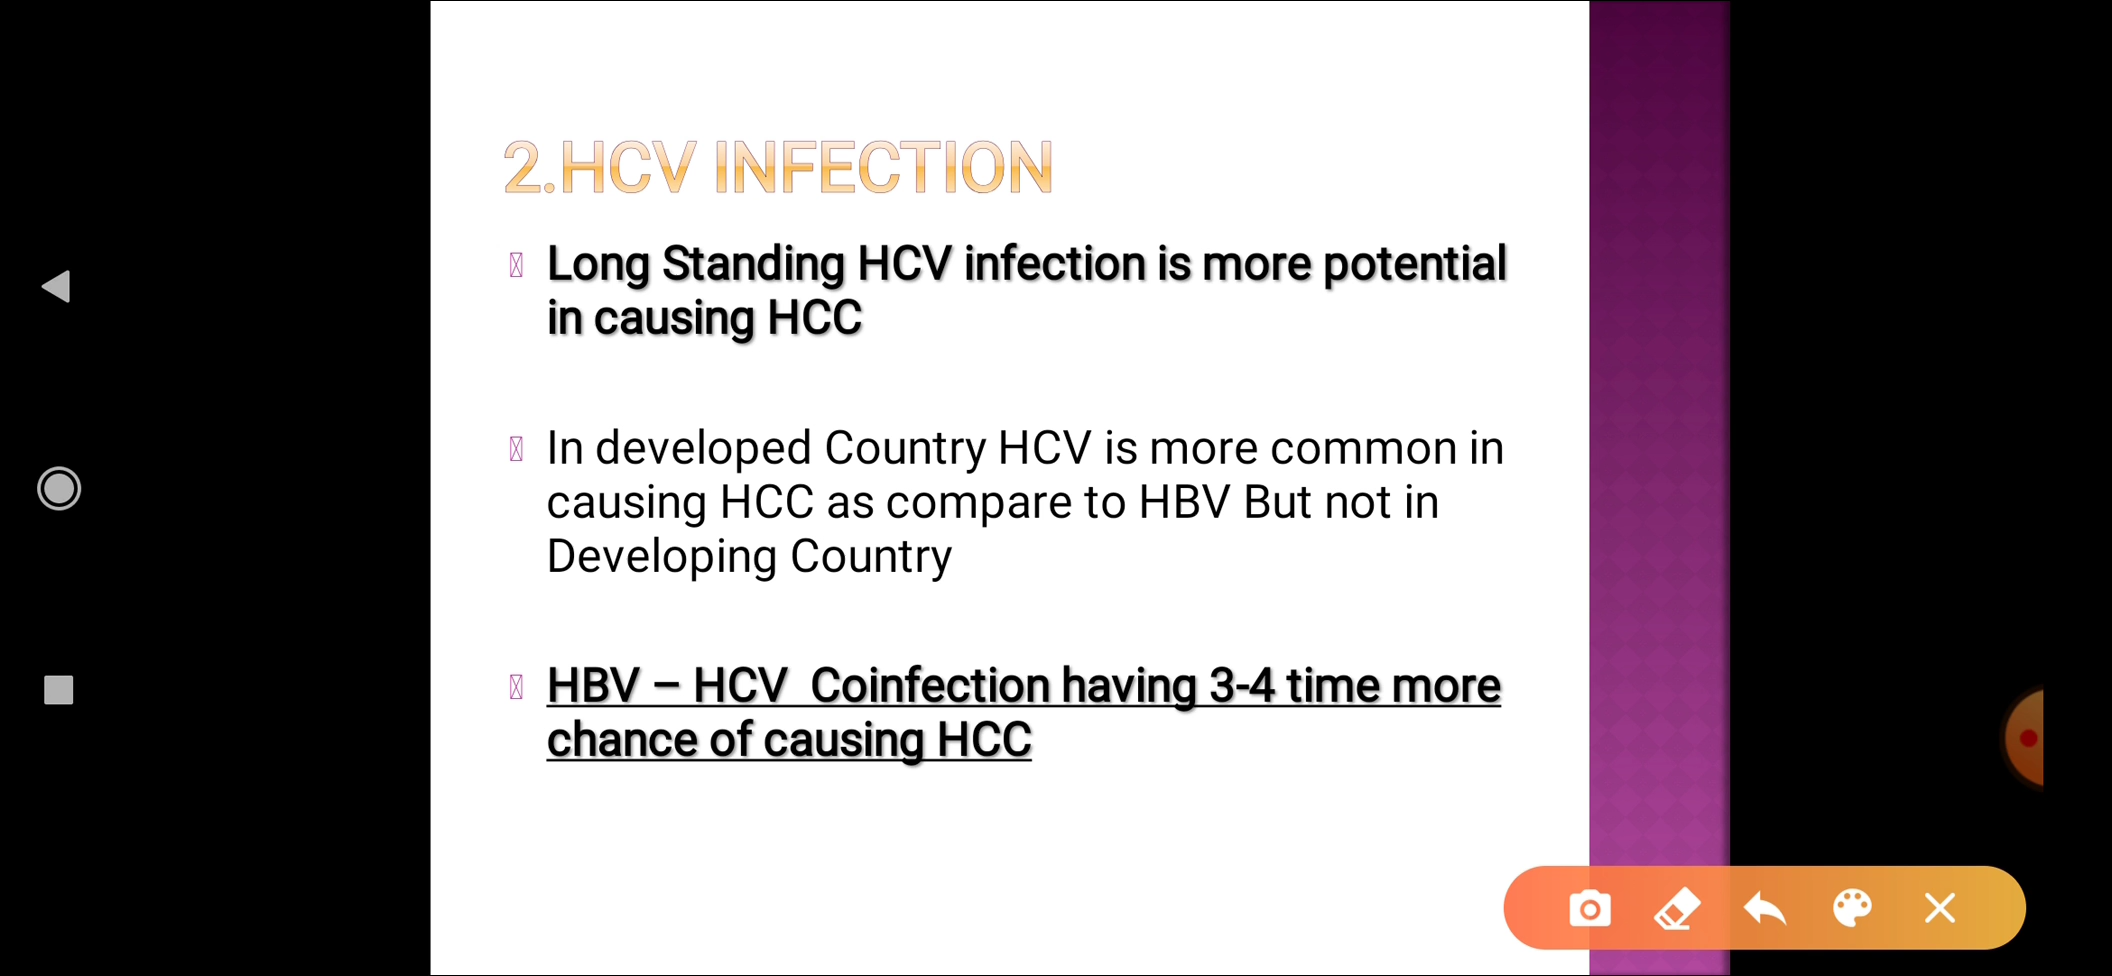 2.HCV INFECTION
Long Standing HCV infection is more potential
in causing HCC
In developed Country HCV is more common in
causing HCC as compare to HBV But not in
Developing Country
HBV – HCV  Coinfection having 3-4 time more
chance of causing HCC